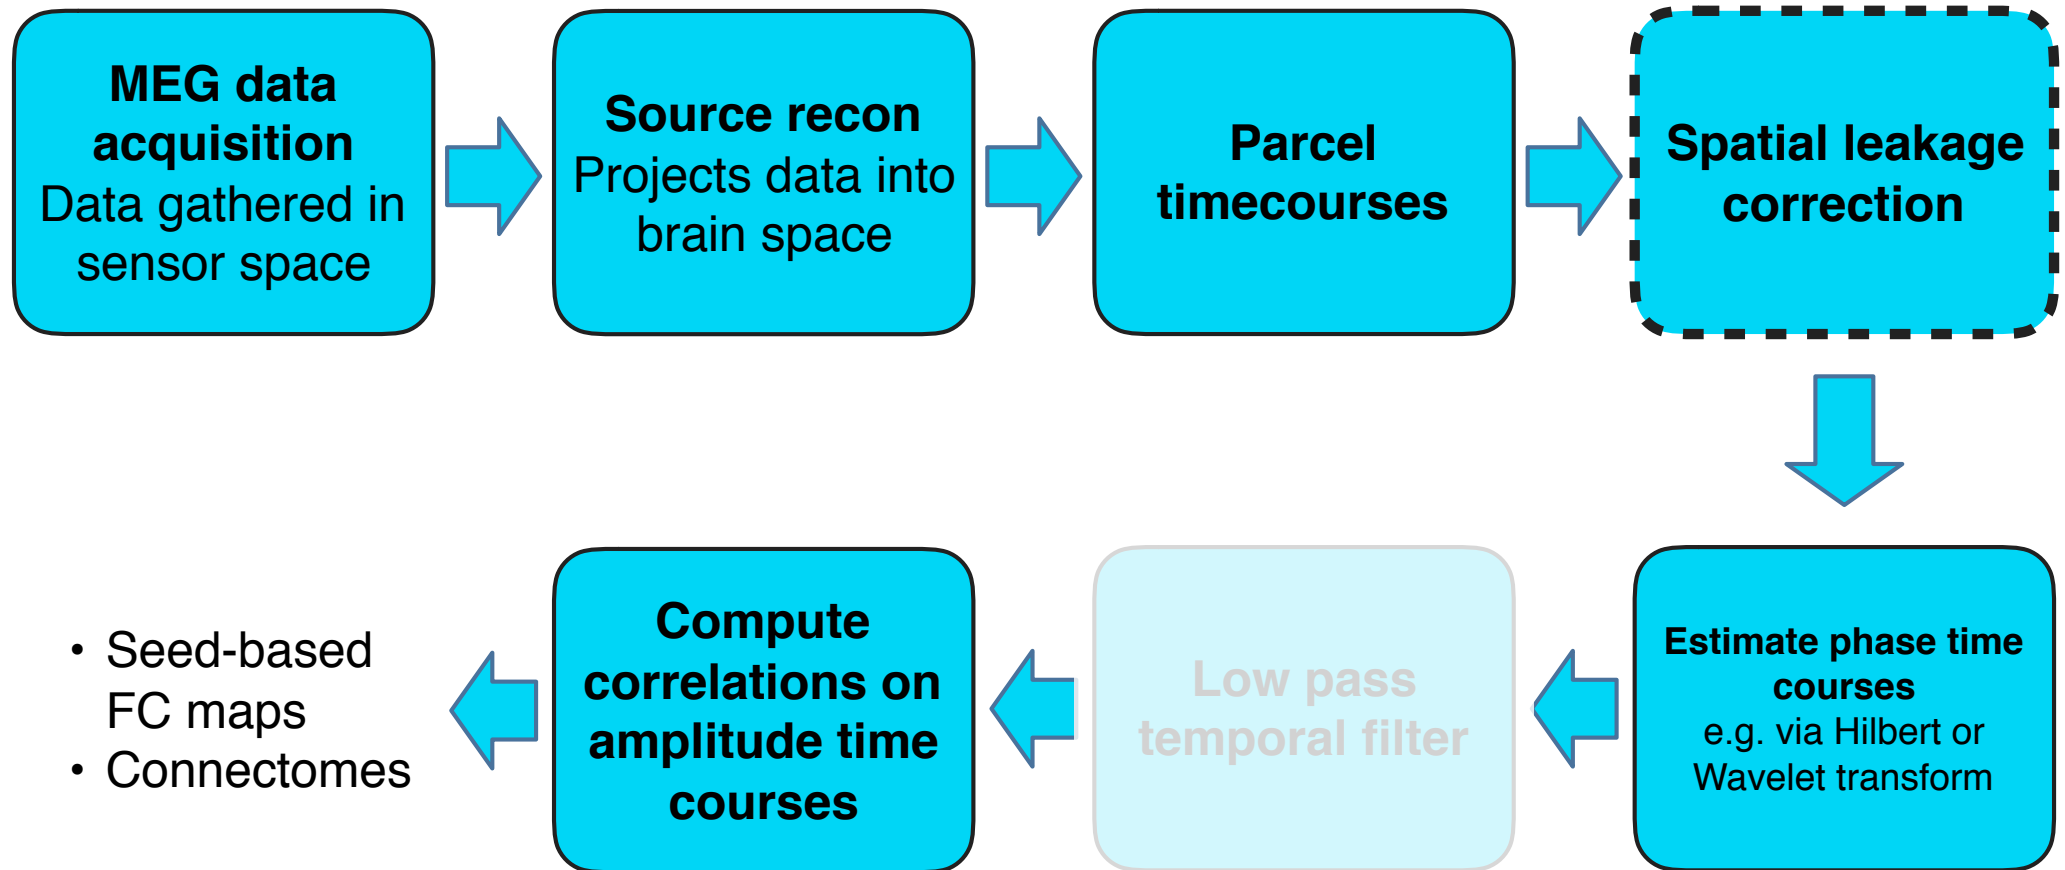 MEG data
acquisition
Data gathered in
sensor space
Source recon
Projects data into
brain space
Parcel
timecourses
Spatial leakage
correction
Estimate phase time
courses
e.g. via Hilbert or
Wavelet transform
Low pass
temporal filter
Compute
correlations on
amplitude time
courses
• Seed-based
FC maps
• Connectomes